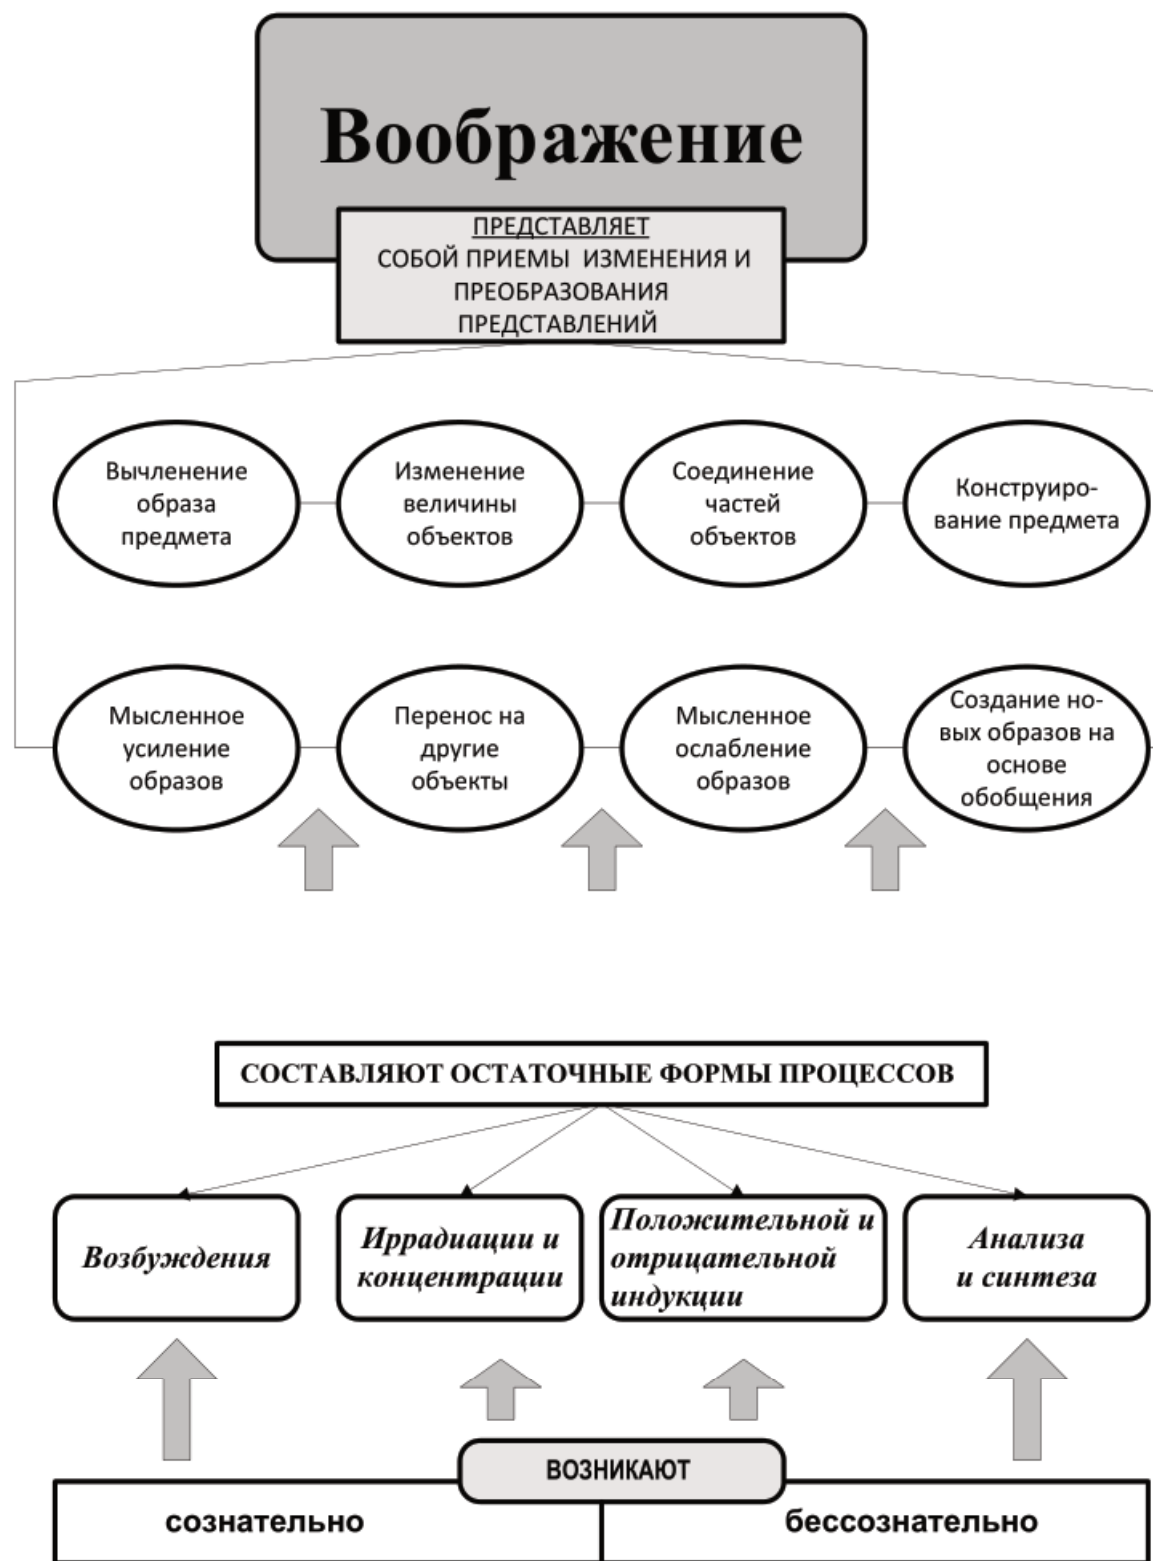 Воображение
ПРЕДСТАВЛЯЕТ
СОБОЙ ПРИЕМЫ ИЗМЕНЕНИЯ И
ПРЕОБРАЗОВАНИЯ
ПРЕДСТАВЛЕНИЙ
Вычленение
образа
предмета
Изменение
величины
объектов
Соединение
частей
объектов
Конструиро-
вание предмета
Мысленное
усиление
образов
Перенос на
другие
объекты
Мысленное
ослабление
образов
Создание но-
вых образов на
основе
обобщения
СОСТАВЛЯЮТ ОСТАТОЧНЫЕ ФОРМЫ ПРОЦЕССОВ
Возбуждения
Иррадиации и
концентрации
Положительной и
отрицательной
индукции
Анализа
и синтеза
ВОЗНИКАЮТ
сознательно
бессознательно